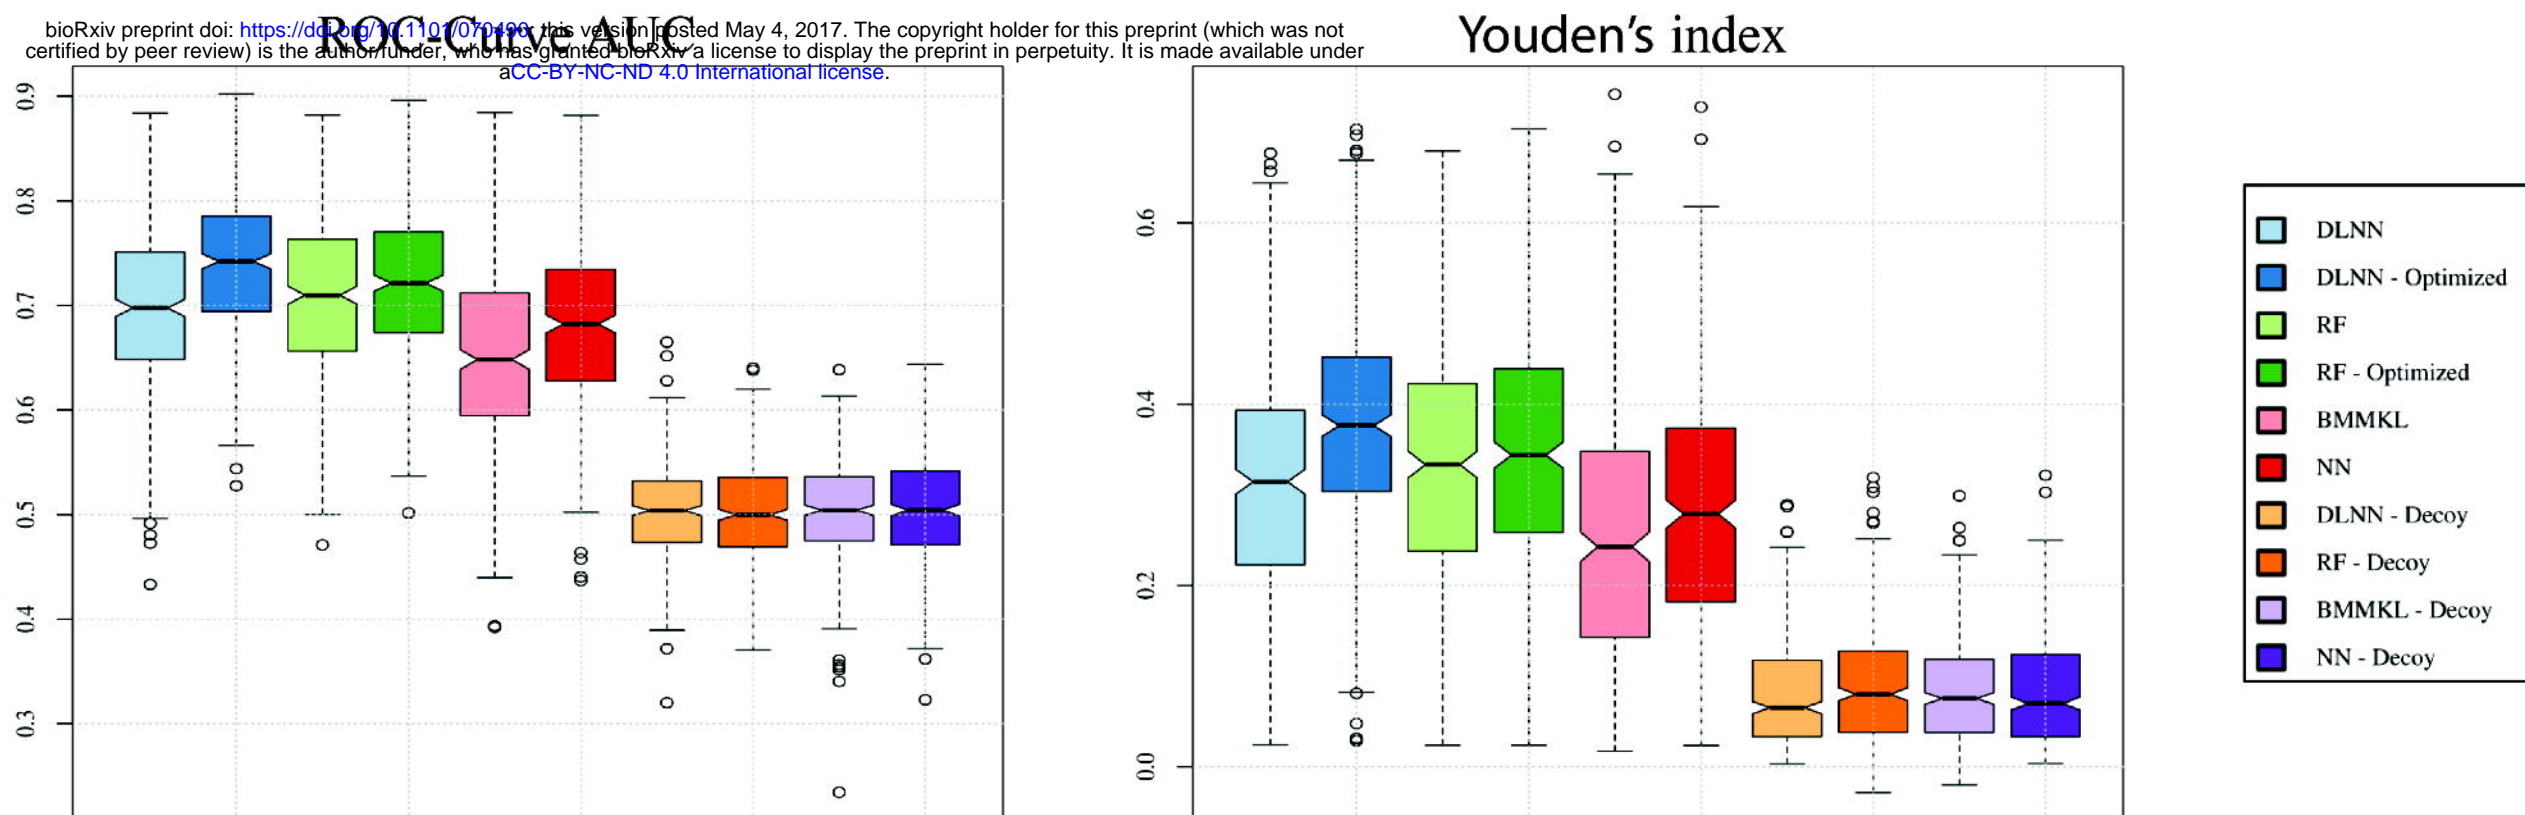 bioRxiv preprint doi: https://doi.org/10.1101/070490; this version posted May 4, 2017. The copyright holder for this preprint (which was not
certified by peer review) is the author/funder, who has granted bioRxiv a license to display the preprint in perpetuity. It is made available under
aCC-BY-NC-ND 4.0 International license.
ROC-Curve AUC
0.9
0.8
0.7
0.6
0.5
0.4
0.3
Youden's index
0.6
0.4
0.2
0.0
DLNN
DLNN - Optimized
RF
RF - Optimized
BMMKL
NN
DLNN - Decoy
RF - Decoy
BMMKL - Decoy
NN - Decoy